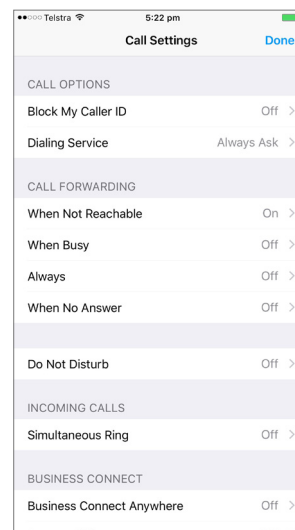 Telstra 5:22 pm
Call Settings Done
CALL OPTIONS
Block My Caller ID Off
Dialing Service Always Ask
CALL FORWARDING
When Not Reachable On
When Busy Off
Always Off
When No Answer Off
Do Not Disturb Off
INCOMING CALLS
Simultaneous Ring Off
BUSINESS CONNECT
Business Connect Anywhere Off